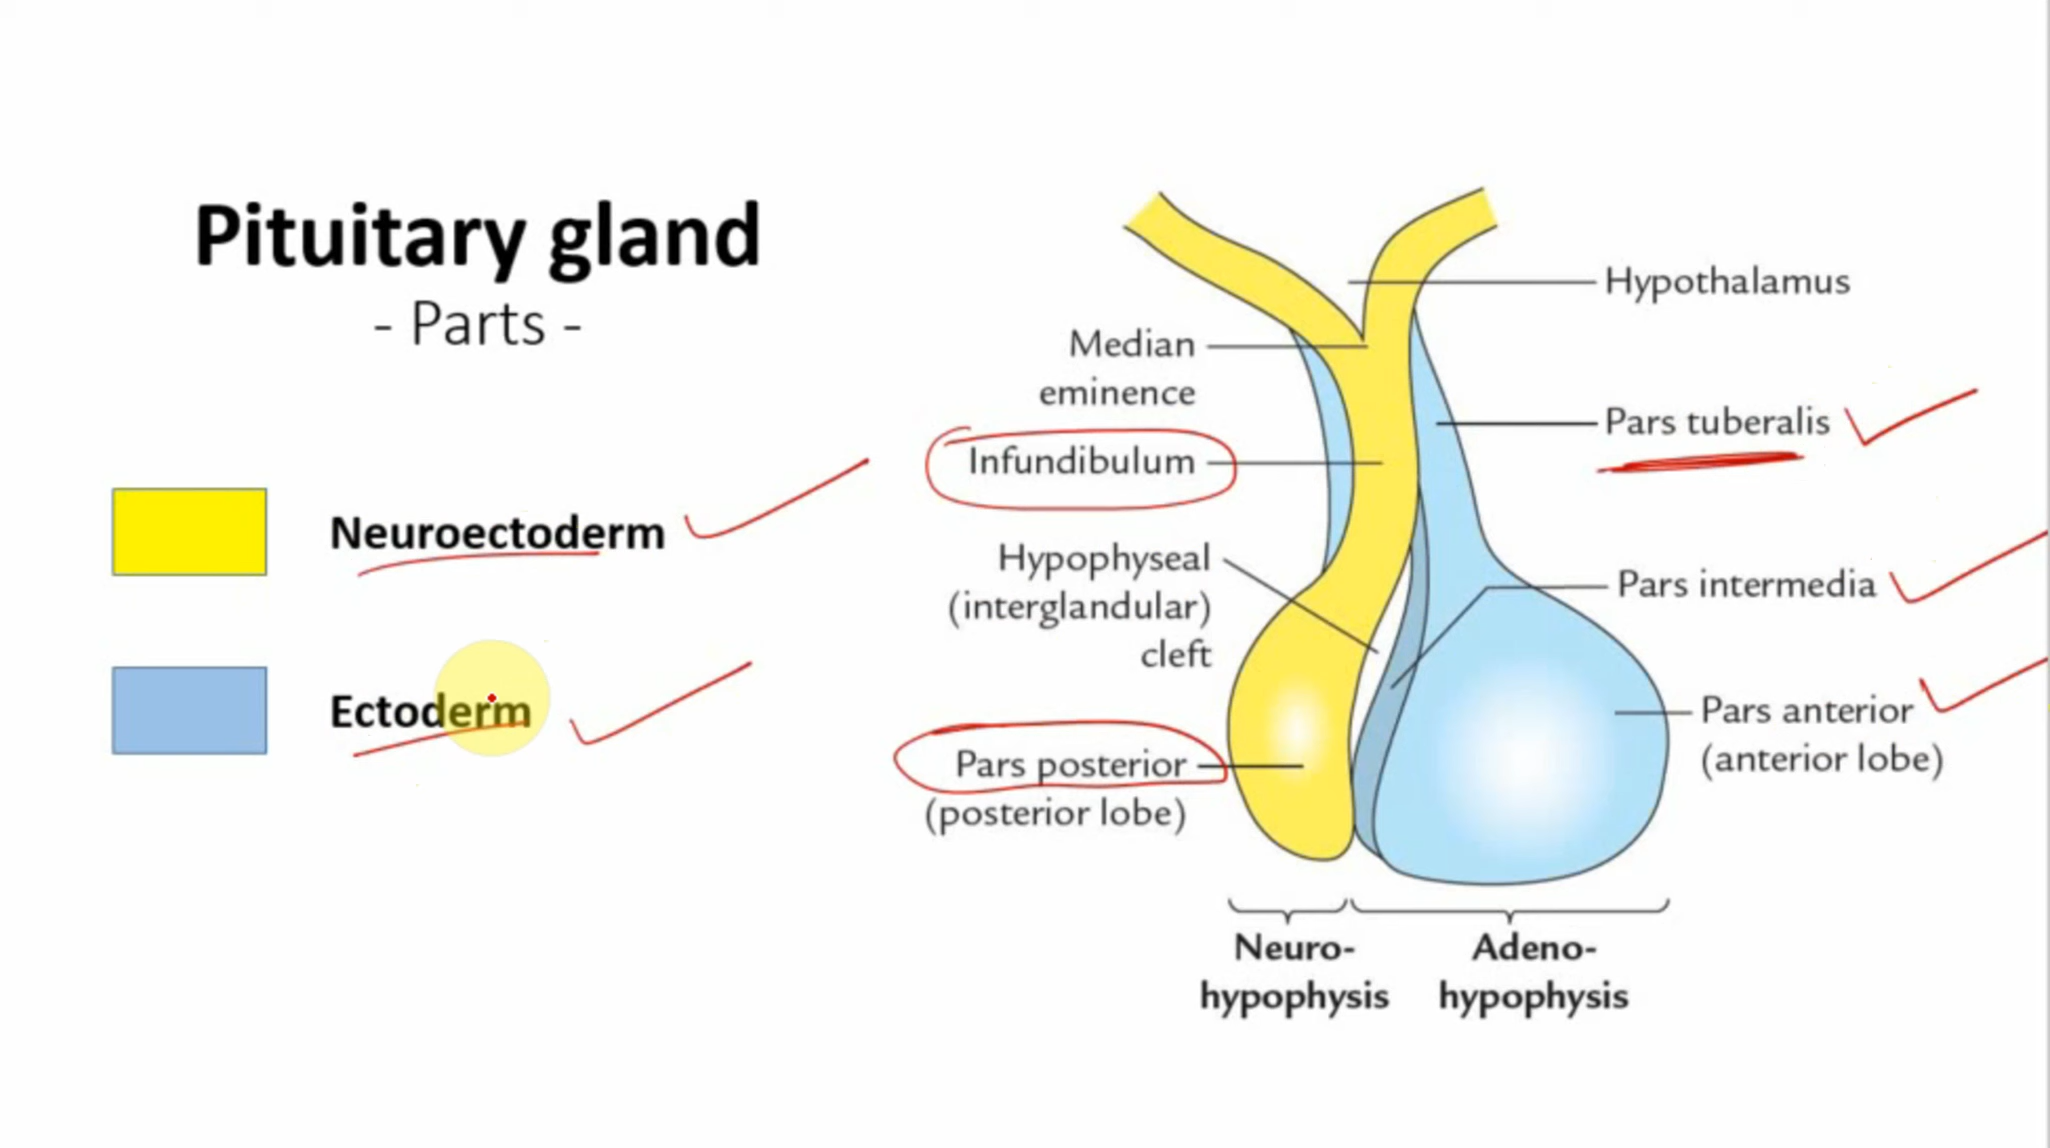 Pituitary gland
- Parts -
Neuroectoderm
Ectoderm
Hypothalamus
Median
eminence
Infundibulum
Pars tuberalis
Hypophyseal
(interglandular)
cleft
Pars intermedia
Pars posterior
(posterior lobe)
Pars anterior
(anterior lobe)
Neuro-
hypophysis
Adeno-
hypophysis